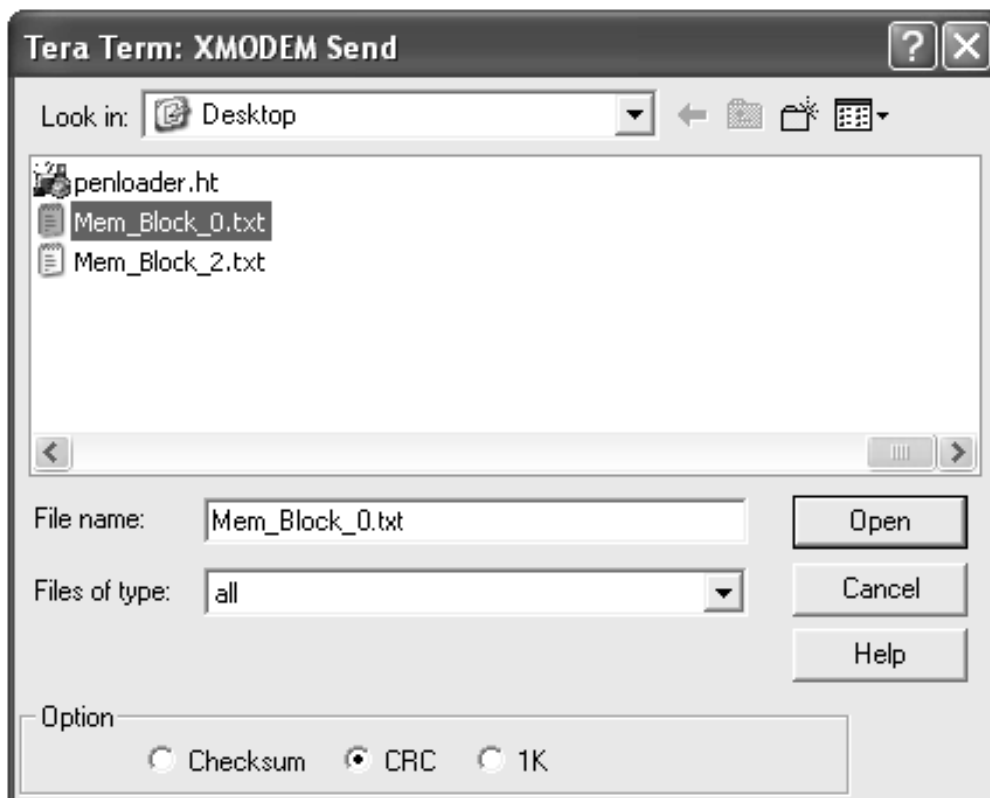 Tera Term: XMODEM Send
Look in: Desktop
penloader.ht
Mem_Block_0.txt
Mem_Block_2.txt
File name: Mem_Block_0.txt Open
Files of type: all Cancel
Help
Option
Checksum CRC 1K